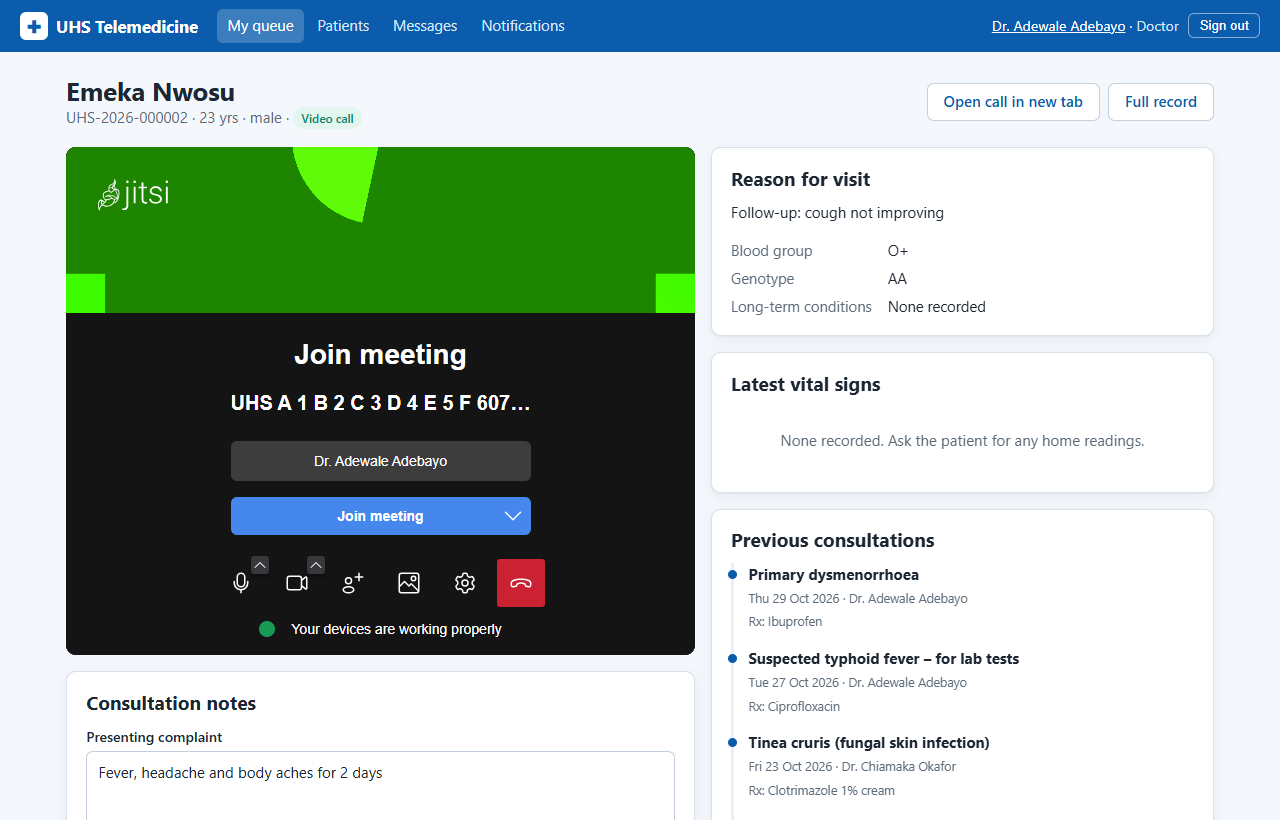 UHS Telemedicine
My queue
Patients
Messages
Notifications
Dr. Adewale Adebayo · Doctor
Sign out
Emeka Nwosu
UHS-2026-000002 · 23 yrs · male · Video call
Open call in new tab
Full record
jitsi
Join meeting
UHS A 1 B 2 C 3 D 4 E 5 F 607...
Dr. Adewale Adebayo
Join meeting
Your devices are working properly
Consultation notes
Presenting complaint
Fever, headache and body aches for 2 days
Reason for visit
Follow-up: cough not improving
Blood group O+
Genotype AA
Long-term conditions None recorded
Latest vital signs
None recorded. Ask the patient for any home readings.
Previous consultations
Primary dysmenorrhoea
Thu 29 Oct 2026 · Dr. Adewale Adebayo
Rx: Ibuprofen
Suspected typhoid fever – for lab tests
Tue 27 Oct 2026 · Dr. Adewale Adebayo
Rx: Ciprofloxacin
Tinea cruris (fungal skin infection)
Fri 23 Oct 2026 · Dr. Chiamaka Okafor
Rx: Clotrimazole 1% cream